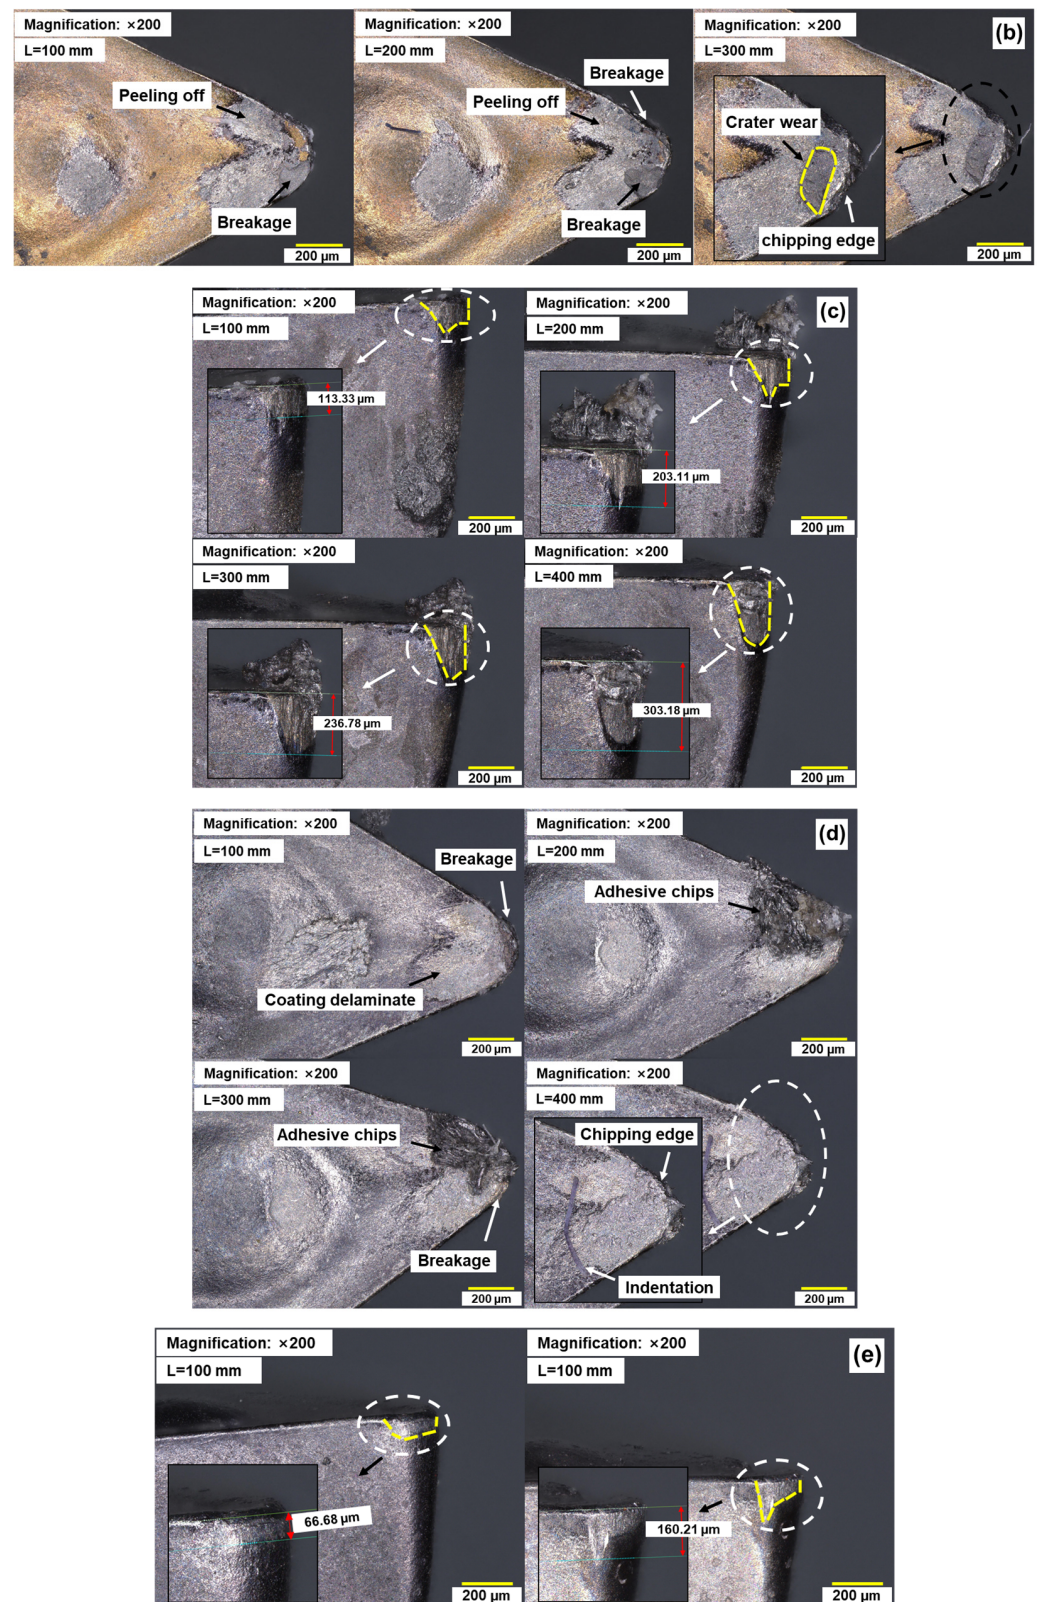 Magnification: ×200
L=100 mm
Peeling off
Breakage
200 µm
Magnification: ×200
L=200 mm
Breakage
Peeling off
Breakage
200 µm
Magnification: ×200
L=300 mm
(b)
Crater wear
chipping edge
200 µm
Magnification: ×200
L=100 mm
113.33 µm
200 µm
Magnification: ×200
L=200 mm
(c)
203.11 µm
200 µm
Magnification: ×200
L=300 mm
236.78 µm
200 µm
Magnification: ×200
L=400 mm
303.18 µm
200 µm
Magnification: ×200
L=100 mm
Breakage
Coating delaminate
200 µm
Magnification: ×200
L=200 mm
(d)
Adhesive chips
200 µm
Magnification: ×200
L=300 mm
Adhesive chips
Breakage
200 µm
Magnification: ×200
L=400 mm
Chipping edge
Indentation
200 µm
Magnification: ×200
L=100 mm
66.68 µm
200 µm
Magnification: ×200
L=100 mm
(e)
160.21 µm
200 µm